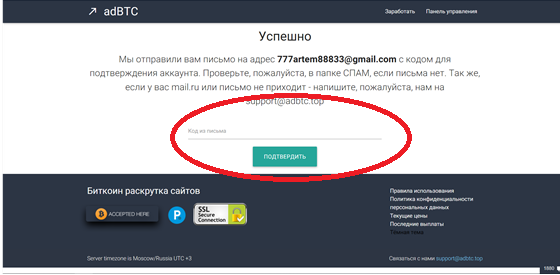 adBTC
Заработать
Панель управления
Успешно
Мы отправили вам письмо на адрес 777artem88833@gmail.com с кодом для
подтверждения аккаунта. Проверьте, пожалуйста, в папке СПАМ, если письма нет. Так же,
если у вас mail.ru или письмо не приходит - напишите, пожалуйста, нам на
support@adbtc.top
Код из письма
ПОДТВЕРДИТЬ
Биткоин раскрутка сайтов
Правила использования
Политика конфиденциальности
персональных данных
Текущие цены
Последние выплаты
Тёмная тема
B ACCEPTED HERE
P
SSL
Secure
Connection
Server timezone is Moscow/Russia UTC +3
Связаться с нами support@adbtc.top